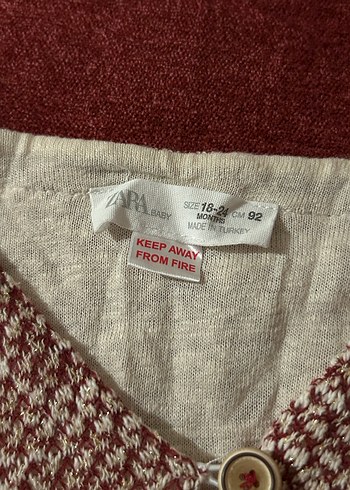 ZARA BABY
SIZE 18-24 CM 92
MONTHS
MADE IN TURKEY
KEEP AWAY
FROM FIRE